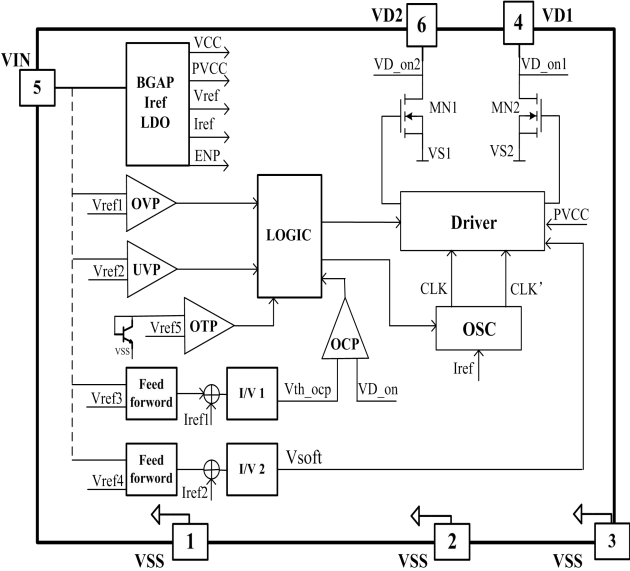 VD2 6 4 VD1
VIN 5
BGAP
Iref
LDO
VCC
PVCC
Vref
Iref
ENP
VD_on2
VD_on1
MN1
MN2
VS1
VS2
Vref1
OVP
LOGIC
Driver
PVCC
Vref2
UVP
CLK
CLK'
VSS
Vref5
OTP
OCP
OSC
Iref
Feed
forword
Vref3
Iref1
I/V 1
Vth_ocp
VD_on
Feed
forword
Vref4
Iref2
I/V 2
Vsoft
1
VSS
2
VSS
3
VSS